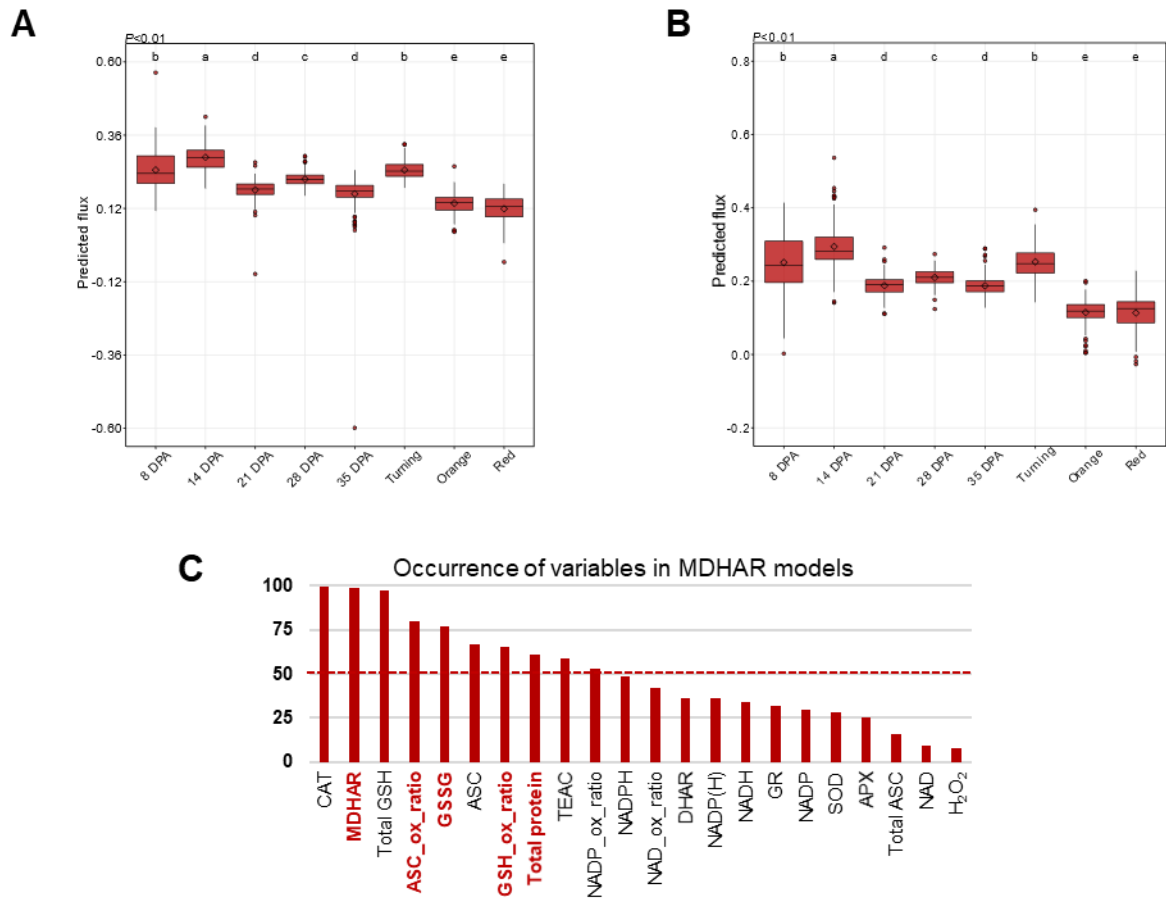 A
P<0.01
b a d c d b e e
0.60
0.36
0.12
-0.12
-0.36
-0.60
Predicted flux
8 DPA 14 DPA 21 DPA 28 DPA 35 DPA Turning Orange Red
B
P<0.01
b a d c d b e e
0.8
0.6
0.4
0.2
0.0
-0.2
Predicted flux
8 DPA 14 DPA 21 DPA 28 DPA 35 DPA Turning Orange Red
C
Occurrence of variables in MDHAR models
100
75
50
25
0
CAT
MDHAR
Total GSH
ASC_ox_ratio
GSSG
ASC
GSH_ox_ratio
Total protein
TEAC
NADP_ox_ratio
NADPH
NAD_ox_ratio
DHAR
NADP(H)
NADH
GR
NADP
SOD
APX
Total ASC
NAD
H₂O₂